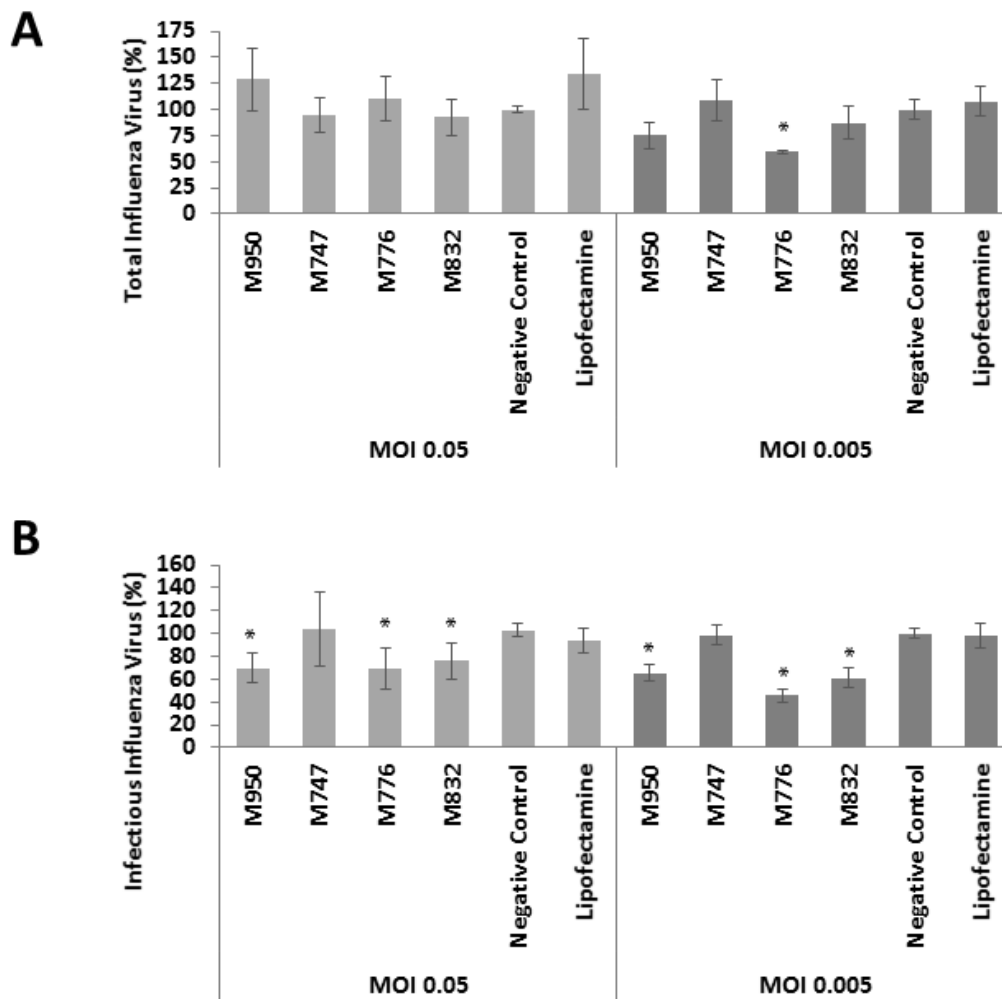 A
Total Influenza Virus (%)
175
150
125
100
75
50
25
0
*
M950
M747
M776
M832
Negative Control
Lipofectamine
M950
M747
M776
M832
Negative Control
Lipofectamine
MOI 0.05
MOI 0.005
B
Infectious Influenza Virus (%)
160
140
120
100
80
60
40
20
0
*
*
*
*
*
*
M950
M747
M776
M832
Negative Control
Lipofectamine
M950
M747
M776
M832
Negative Control
Lipofectamine
MOI 0.05
MOI 0.005